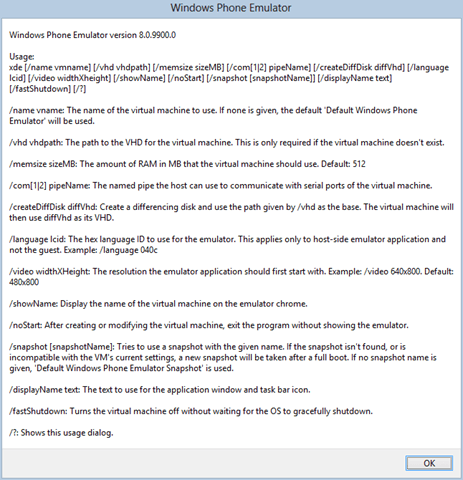 Windows Phone Emulator
Windows Phone Emulator version 8.0.9900.0
Usage:
xde [/name vmname] [/vhd vhdpath] [/memsize sizeMB] [/com[1|2] pipeName] [/createDiffDisk diffVhd] [/language
lcid] [/video widthXheight] [/showName] [/noStart] [/snapshot [snapshotName]] [/displayName text]
[/fastShutdown] [/?]
/name vname: The name of the virtual machine to use. If none is given, the default 'Default Windows Phone
Emulator' will be used.
/vhd vhdpath: The path to the VHD for the virtual machine. This is only required if the virtual machine doesn't exist.
/memsize sizeMB: The amount of RAM in MB that the virtual machine should use. Default: 512
/com[1|2] pipeName: The named pipe the host can use to communicate with serial ports of the virtual machine.
/createDiffDisk diffVhd: Create a differencing disk and use the path given by /vhd as the base. The virtual machine will
then use diffVhd as its VHD.
/language lcid: The hex language ID to use for the emulator. This applies only to host-side emulator application and
not the guest. Example: /language 040c
/video widthXHeight: The resolution the emulator application should first start with. Example: /video 640x800. Default:
480x800
/showName: Display the name of the virtual machine on the emulator chrome.
/noStart: After creating or modifying the virtual machine, exit the program without showing the emulator.
/snapshot [snapshotName]: Tries to use a snapshot with the given name. If the snapshot isn't found, or is
incompatible with the VM's current settings, a new snapshot will be taken after a full boot. If no snapshot name is
given, 'Default Windows Phone Emulator Snapshot' is used.
/displayName text: The text to use for the application window and task bar icon.
/fastShutdown: Turns the virtual machine off without waiting for the OS to gracefully shutdown.
/?: Shows this usage dialog.
OK